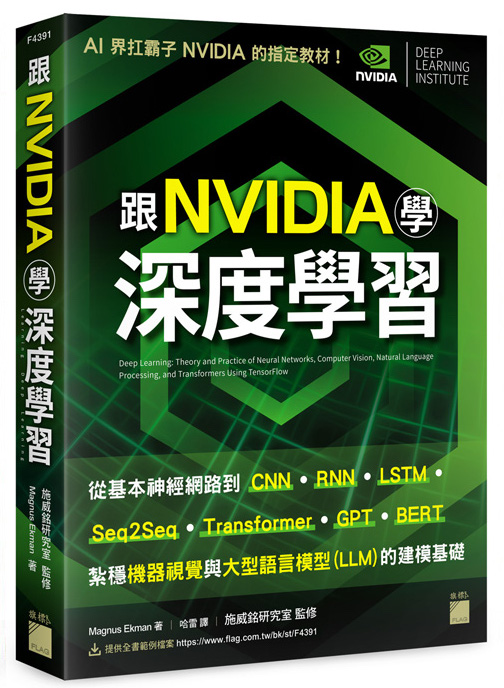 F4391
跟 NVIDIA 學 深度學習
Learning Deep Learning
施威銘研究室 監修
Magnus Ekman 著
旗標
FLAG
AI 界扛霸子 NVIDIA 的指定教材！
NVIDIA
DEEP
LEARNING
INSTITUTE
跟 NVIDIA 學
深度學習
Deep Learning: Theory and Practice of Neural Networks, Computer Vision, Natural Language
Processing, and Transformers Using TensorFlow
從基本神經網路到 CNN • RNN • LSTM •
Seq2Seq • Transformer • GPT • BERT
紮穩機器視覺與大型語言模型 (LLM) 的建模基礎
Magnus Ekman 著 | 哈雷 譯 | 施威銘研究室 監修
提供全書範例檔案 https://www.flag.com.tw/bk/st/F4391
旗標
FLAG